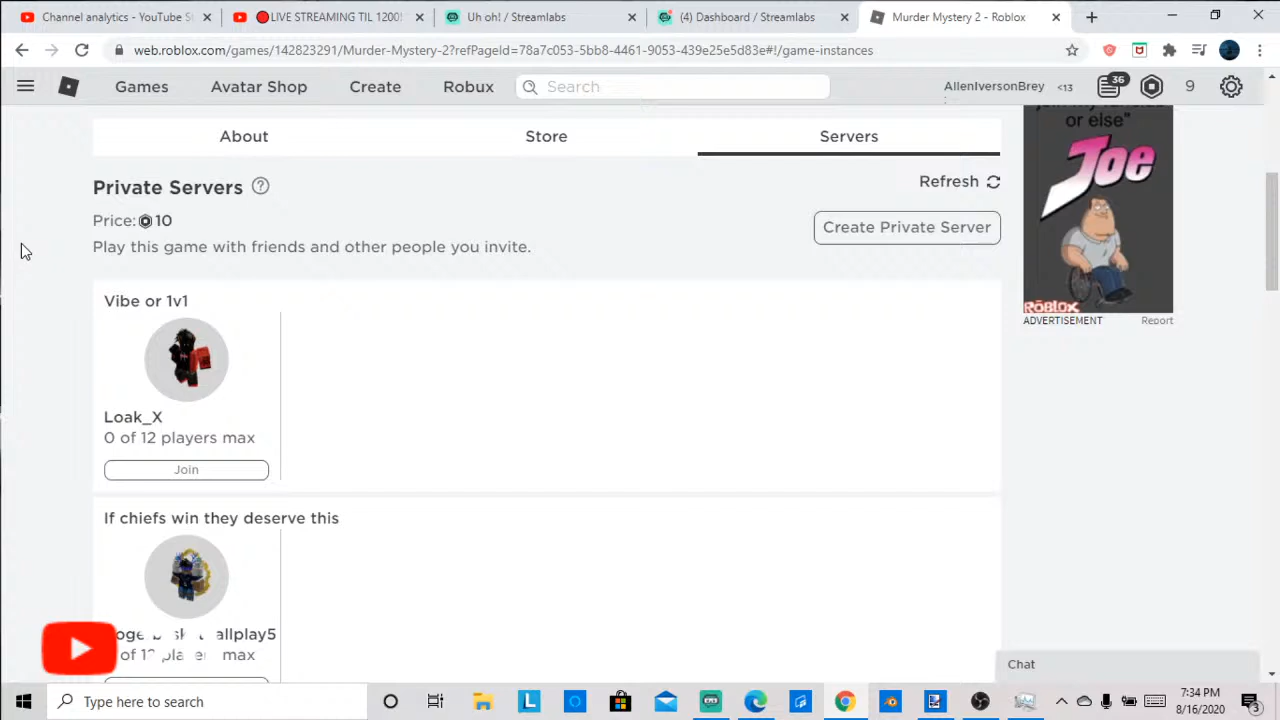 Channel analytics - YouTube St
🔴LIVE STREAMING TIL 1200!
Uh oh! / Streamlabs
(4) Dashboard / Streamlabs
Murder Mystery 2 - Roblox
web.roblox.com/games/142823291/Murder-Mystery-2?refPageId=78a7c053-5bb8-4461-9053-439e25e5d83e#!/game-instances
Games
Avatar Shop
Create
Robux
Search
AllenIversonBrey
<13
36
9
About
Store
Servers
or else"
Joe
ROBLOX
ADVERTISEMENT
Report
Private Servers
Refresh
Price: 10
Create Private Server
Play this game with friends and other people you invite.
Vibe or 1v1
Loak_X
0 of 12 players max
Join
If chiefs win they deserve this
max
Chat
Type here to search
7:34 PM
8/16/2020
3